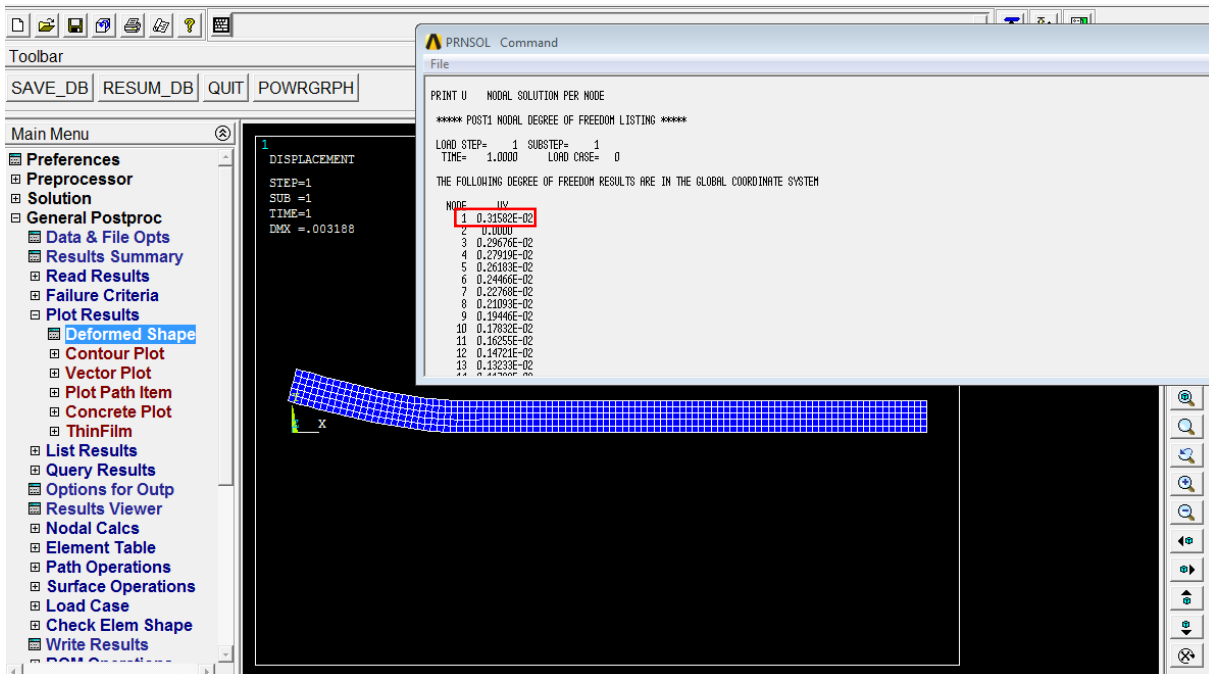 PRNSOL Command
File
Toolbar
SAVE_DB RESUM_DB QUIT POWRGRPH
PRINT U NODAL SOLUTION PER NODE
***** POST1 NODAL DEGREE OF FREEDOM LISTING *****
LOAD STEP= 1 SUBSTEP= 1
TIME= 1.0000 LOAD CASE= 0
THE FOLLOWING DEGREE OF FREEDOM RESULTS ARE IN THE GLOBAL COORDINATE SYSTEM
NODE UY
1 0.31582E-02
2 0.0000
3 0.29676E-02
4 0.27919E-02
5 0.26183E-02
6 0.24466E-02
7 0.22768E-02
8 0.21093E-02
9 0.19446E-02
10 0.17832E-02
11 0.16255E-02
12 0.14721E-02
13 0.13233E-02
Main Menu
Preferences
Preprocessor
Solution
General Postproc
Data & File Opts
Results Summary
Read Results
Failure Criteria
Plot Results
Deformed Shape
Contour Plot
Vector Plot
Plot Path Item
Concrete Plot
ThinFilm
List Results
Query Results
Options for Outp
Results Viewer
Nodal Calcs
Element Table
Path Operations
Surface Operations
Load Case
Check Elem Shape
Write Results
1
DISPLACEMENT
STEP=1
SUB =1
TIME=1
DMX =.003188
X